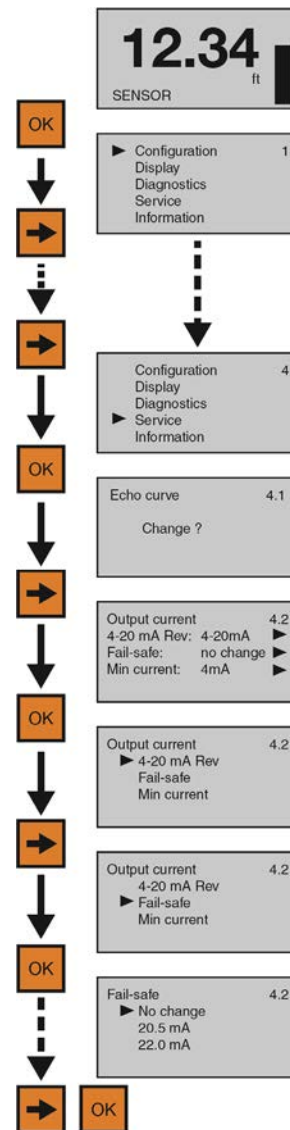 12.34
ft
SENSOR
OK
Configuration 1
Display
Diagnostics
Service
Information
Configuration 4
Display
Diagnostics
Service
Information
OK
Echo curve 4.1
Change ?
Output current 4.2
4-20 mA Rev: 4-20mA
Fail-safe: no change
Min current: 4mA
OK
Output current 4.2
4-20 mA Rev
Fail-safe
Min current
Output current 4.2
4-20 mA Rev
Fail-safe
Min current
OK
Fail-safe 4.2
No change
20.5 mA
22.0 mA
OK